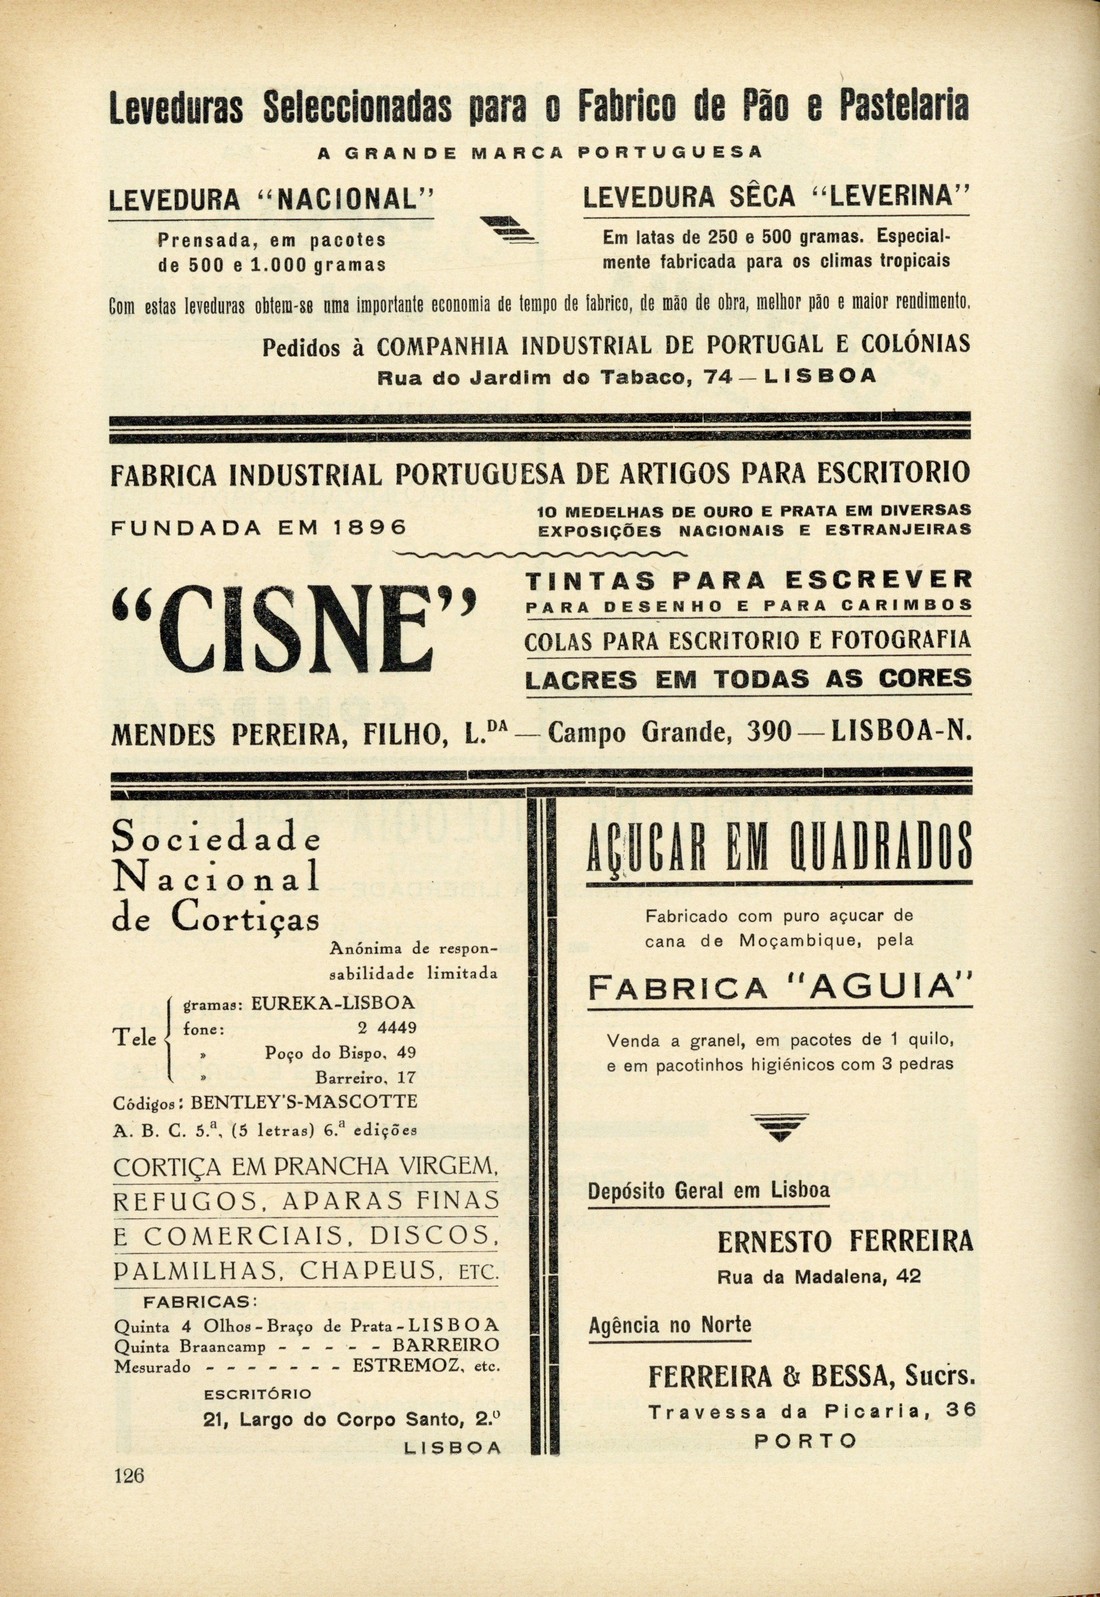 Leveduras Seleccionadas para o Fabrico de Pão e Pastelaria
A GRANDE MARCA PORTUGUESA
LEVEDURA “NACIONAL”
Prensada, em pacotes
de 500 e 1.000 gramas
LEVEDURA SÊCA “LEVERINA”
Em latas de 250 e 500 gramas. Especial-
mente fabricada para os climas tropicais
Com estas leveduras obtem-se uma importante economia de tempo de fabrico, de mão de obra, melhor pão e maior rendimento.
Pedidos à COMPANHIA INDUSTRIAL DE PORTUGAL E COLÓNIAS
Rua do Jardim do Tabaco, 74 — LISBOA
FABRICA INDUSTRIAL PORTUGUESA DE ARTIGOS PARA ESCRITORIO
FUNDADA EM 1896
10 MEDELHAS DE OURO E PRATA EM DIVERSAS
EXPOSIÇÕES NACIONAIS E ESTRANJEIRAS
“CISNE”
TINTAS PARA ESCREVER
PARA DESENHO E PARA CARIMBOS
COLAS PARA ESCRITORIO E FOTOGRAFIA
LACRES EM TODAS AS CORES
MENDES PEREIRA, FILHO, L.DA — Campo Grande, 390 — LISBOA-N.
Sociedade
Nacional
de Cortiças
Anónima de respon-
sabilidade limitada
Tele
gramas: EUREKA-LISBOA
fone: 2 4449
» Poço do Bispo, 49
» Barreiro, 17
Códigos: BENTLEY'S-MASCOTTE
A. B. C. 5.ª, (5 letras) 6.ª edições
CORTIÇA EM PRANCHA VIRGEM,
REFUGOS, APARAS FINAS
E COMERCIAIS, DISCOS,
PALMILHAS, CHAPEUS, ETC.
FABRICAS:
Quinta 4 Olhos - Braço de Prata - LISBOA
Quinta Braancamp - - - - - BARREIRO
Mesurado - - - - - - - ESTREMOZ, etc.
ESCRITÓRIO
21, Largo do Corpo Santo, 2.º
LISBOA
AÇUCAR EM QUADRADOS
Fabricado com puro açucar de
cana de Moçambique, pela
FABRICA “AGUIA”
Venda a granel, em pacotes de 1 quilo,
e em pacotinhos higiénicos com 3 pedras
Depósito Geral em Lisboa
ERNESTO FERREIRA
Rua da Madalena, 42
Agência no Norte
FERREIRA & BESSA, Sucrs.
Travessa da Picaria, 36
PORTO
126